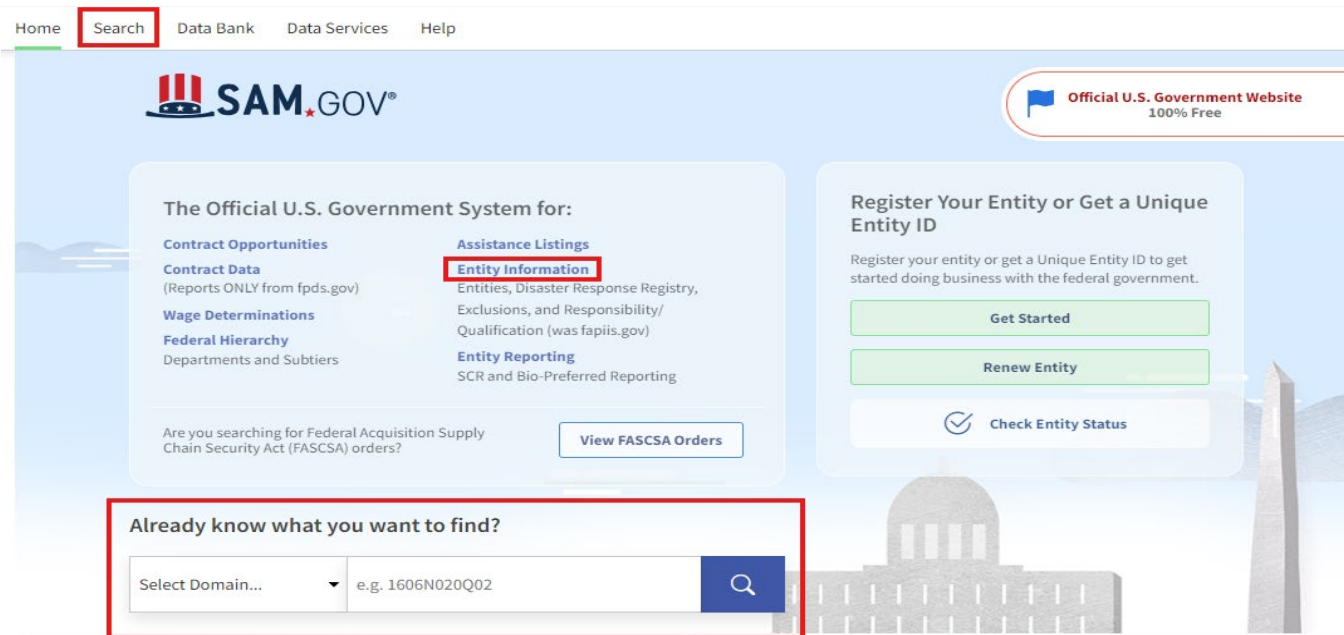 Home Search Data Bank Data Services Help
SAM.GOV®
Official U.S. Government Website
100% Free
The Official U.S. Government System for:
Contract Opportunities
Contract Data
(Reports ONLY from fpds.gov)
Wage Determinations
Federal Hierarchy
Departments and Subtiers
Assistance Listings
Entity Information
Entities, Disaster Response Registry,
Exclusions, and Responsibility/
Qualification (was fapiis.gov)
Entity Reporting
SCR and Bio-Preferred Reporting
Are you searching for Federal Acquisition Supply
Chain Security Act (FASCSA) orders?
View FASCSA Orders
Register Your Entity or Get a Unique
Entity ID
Register your entity or get a Unique Entity ID to get
started doing business with the federal government.
Get Started
Renew Entity
Check Entity Status
Already know what you want to find?
Select Domain...
e.g. 1606N020Q02